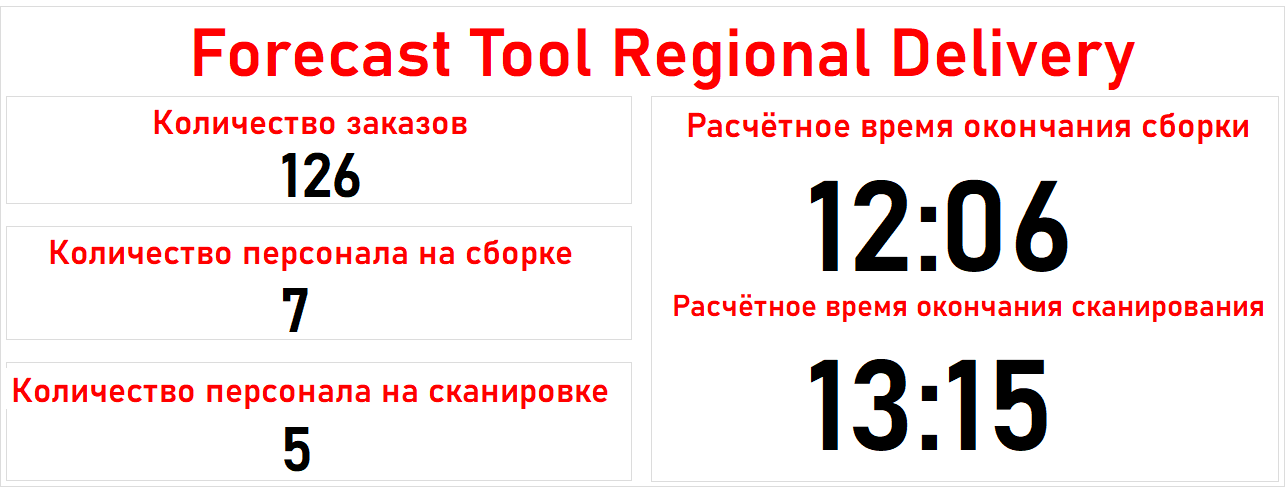 Forecast Tool Regional Delivery
Количество заказов
126
Количество персонала на сборке
7
Количество персонала на сканировке
5
Расчётное время окончания сборки
12:06
Расчётное время окончания сканирования
13:15